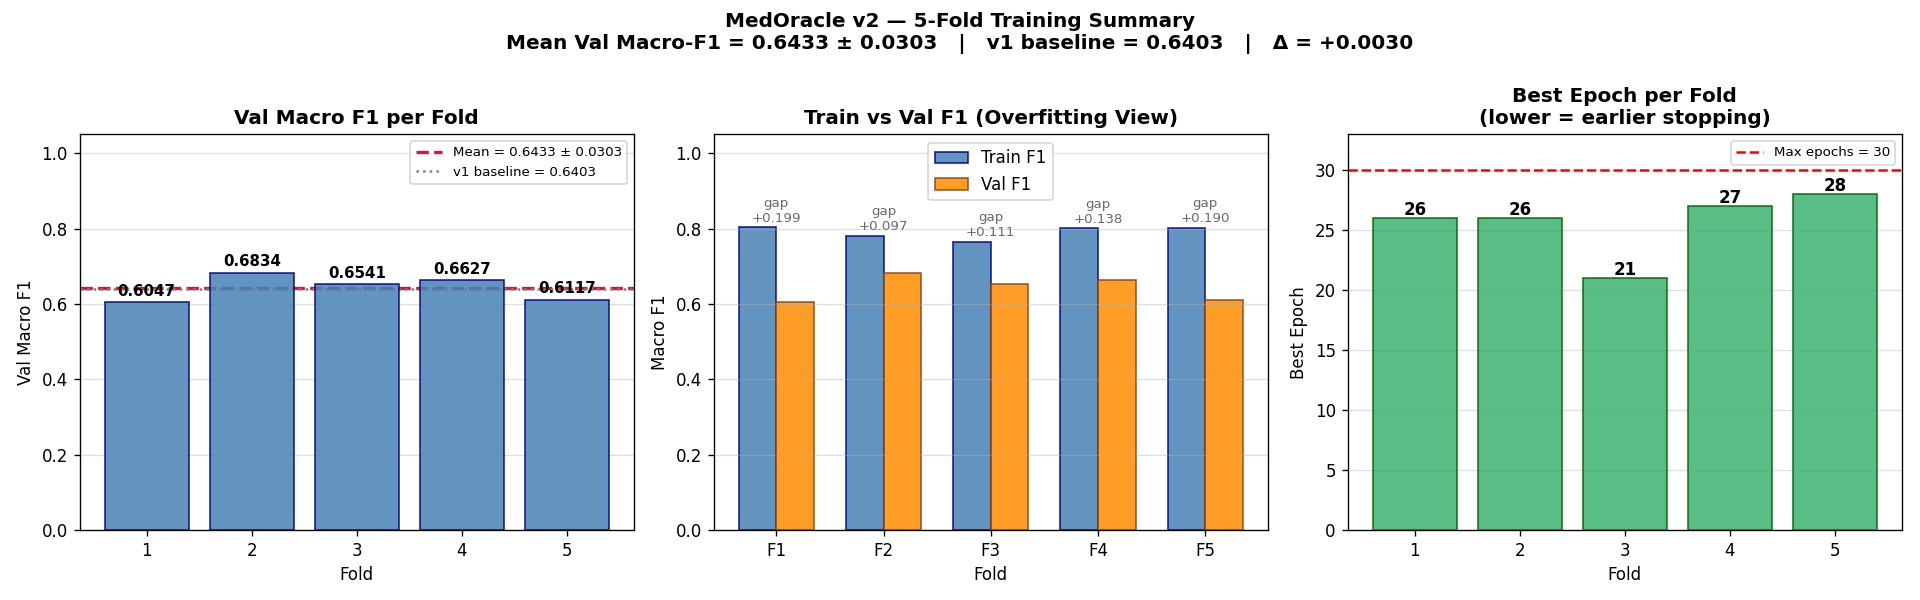 MedOracle v2 — 5-Fold Training Summary
Mean Val Macro-F1 = 0.6433 ± 0.0303 | v1 baseline = 0.6403 | Δ = +0.0030
Val Macro F1 per Fold
Mean = 0.6433 ± 0.0303
v1 baseline = 0.6403
Val Macro F1
1.0
0.8
0.6
0.4
0.2
0.0
0.6047
0.6834
0.6541
0.6627
0.6117
1
2
3
4
5
Fold
Train vs Val F1 (Overfitting View)
Train F1
Val F1
Macro F1
1.0
0.8
0.6
0.4
0.2
0.0
gap
+0.199
gap
+0.097
gap
+0.111
gap
+0.138
gap
+0.190
F1
F2
F3
F4
F5
Fold
Best Epoch per Fold
(lower = earlier stopping)
Max epochs = 30
Best Epoch
30
25
20
15
10
5
0
26
26
21
27
28
1
2
3
4
5
Fold